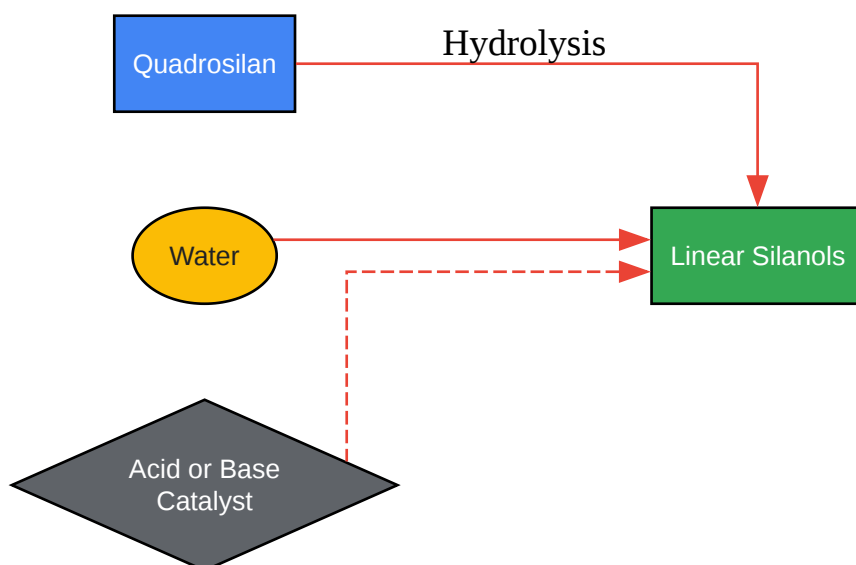 Hydrolysis
Quadrosilan
Water
Linear Silanols
Acid or Base
Catalyst